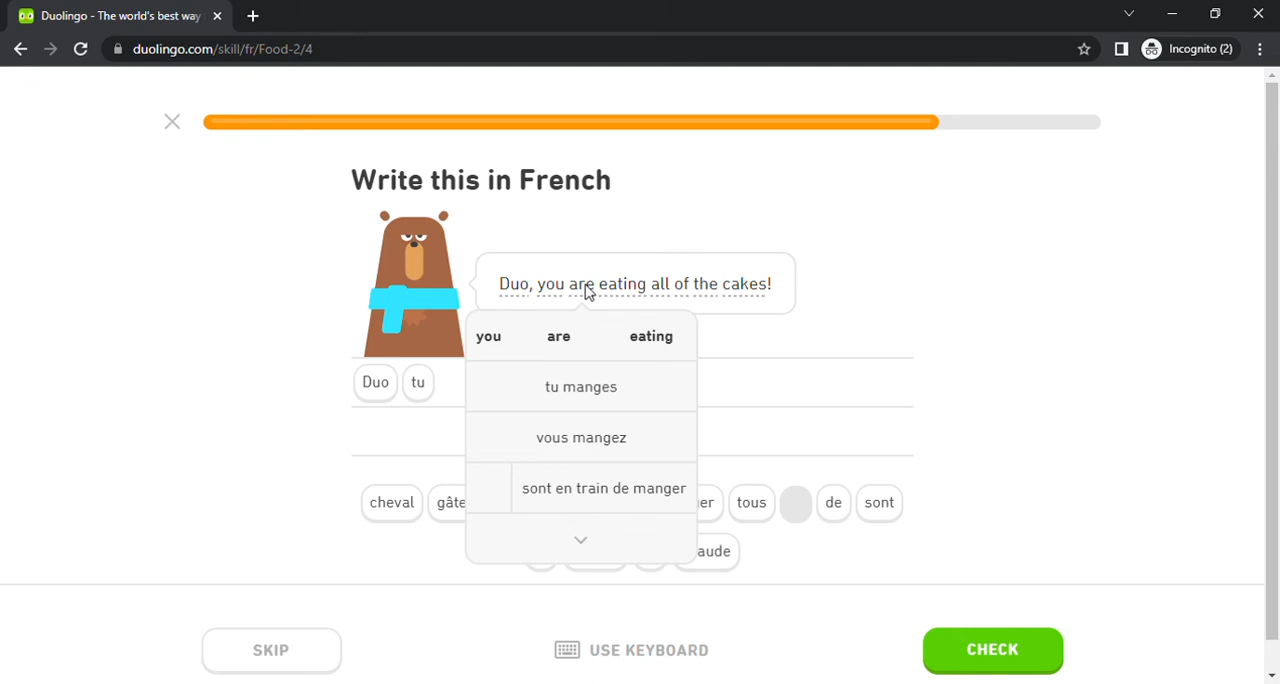 Duolingo - The world's best way
duolingo.com/skill/fr/Food-2/4
Incognito (2)
Write this in French
Duo, you are eating all of the cakes!
you are eating
tu manges
vous mangez
sont en train de manger
Duo tu
cheval gâte er tous de sont
aude
SKIP
USE KEYBOARD
CHECK